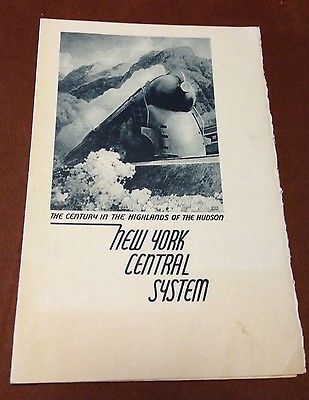 THE CENTURY IN THE HIGHLANDS OF THE HUDSON
NEW YORK
CENTRAL
SYSTEM